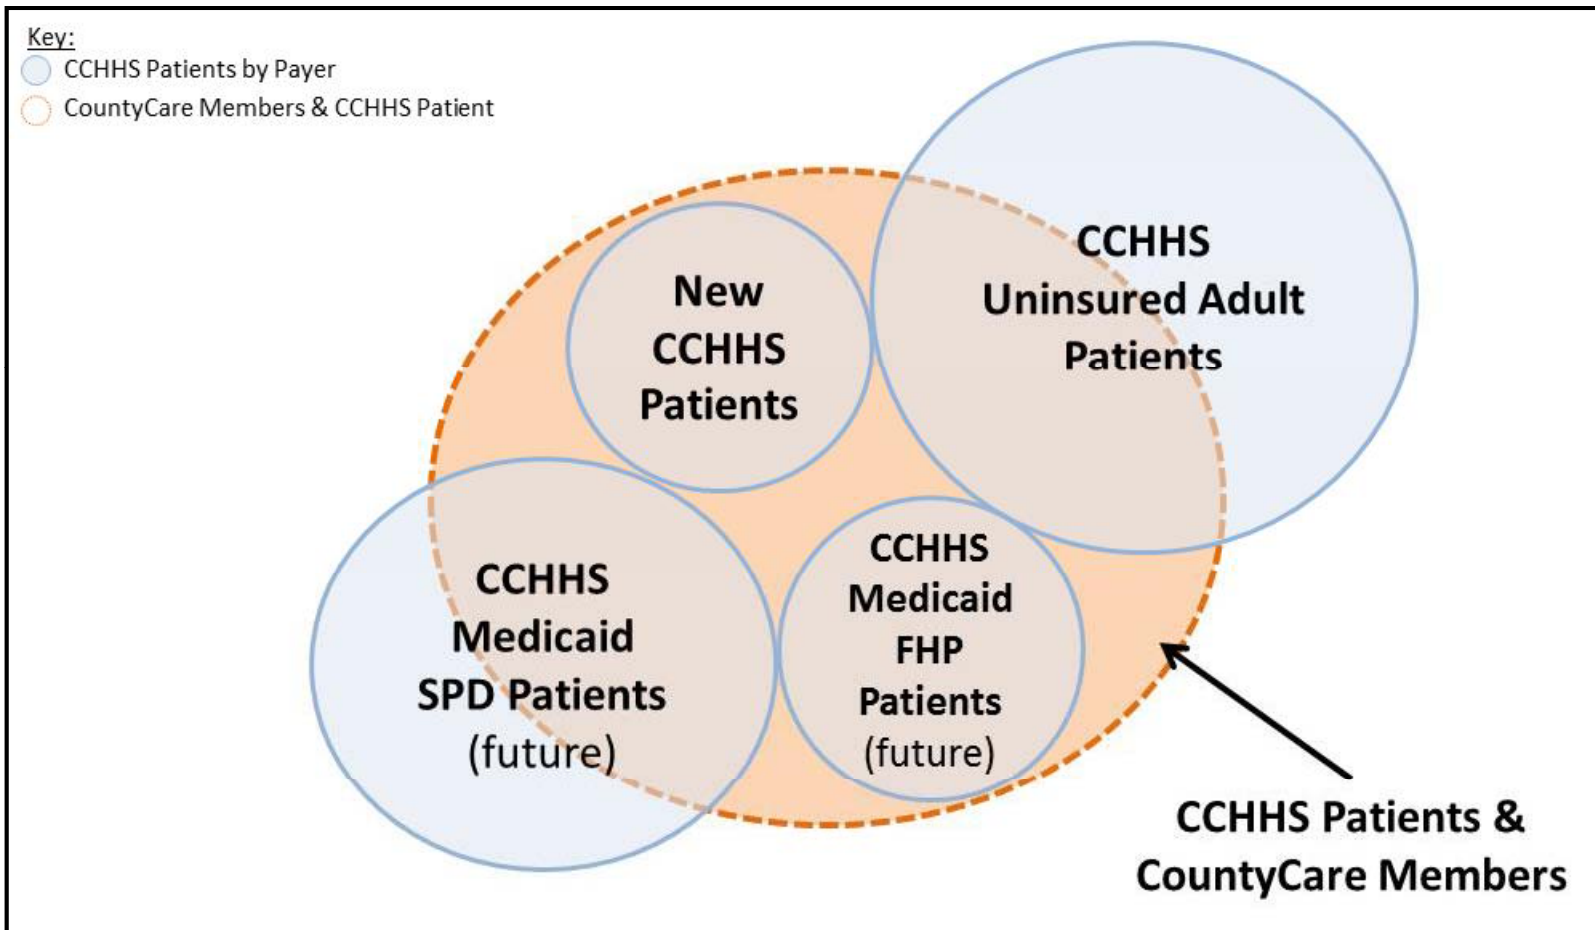 Key:
CCHHS Patients by Payer
CountyCare Members & CCHHS Patient
CCHHS
Uninsured Adult
Patients
New
CCHHS
Patients
CCHHS
Medicaid
SPD Patients
(future)
CCHHS
Medicaid
FHP
Patients
(future)
CCHHS Patients &
CountyCare Members